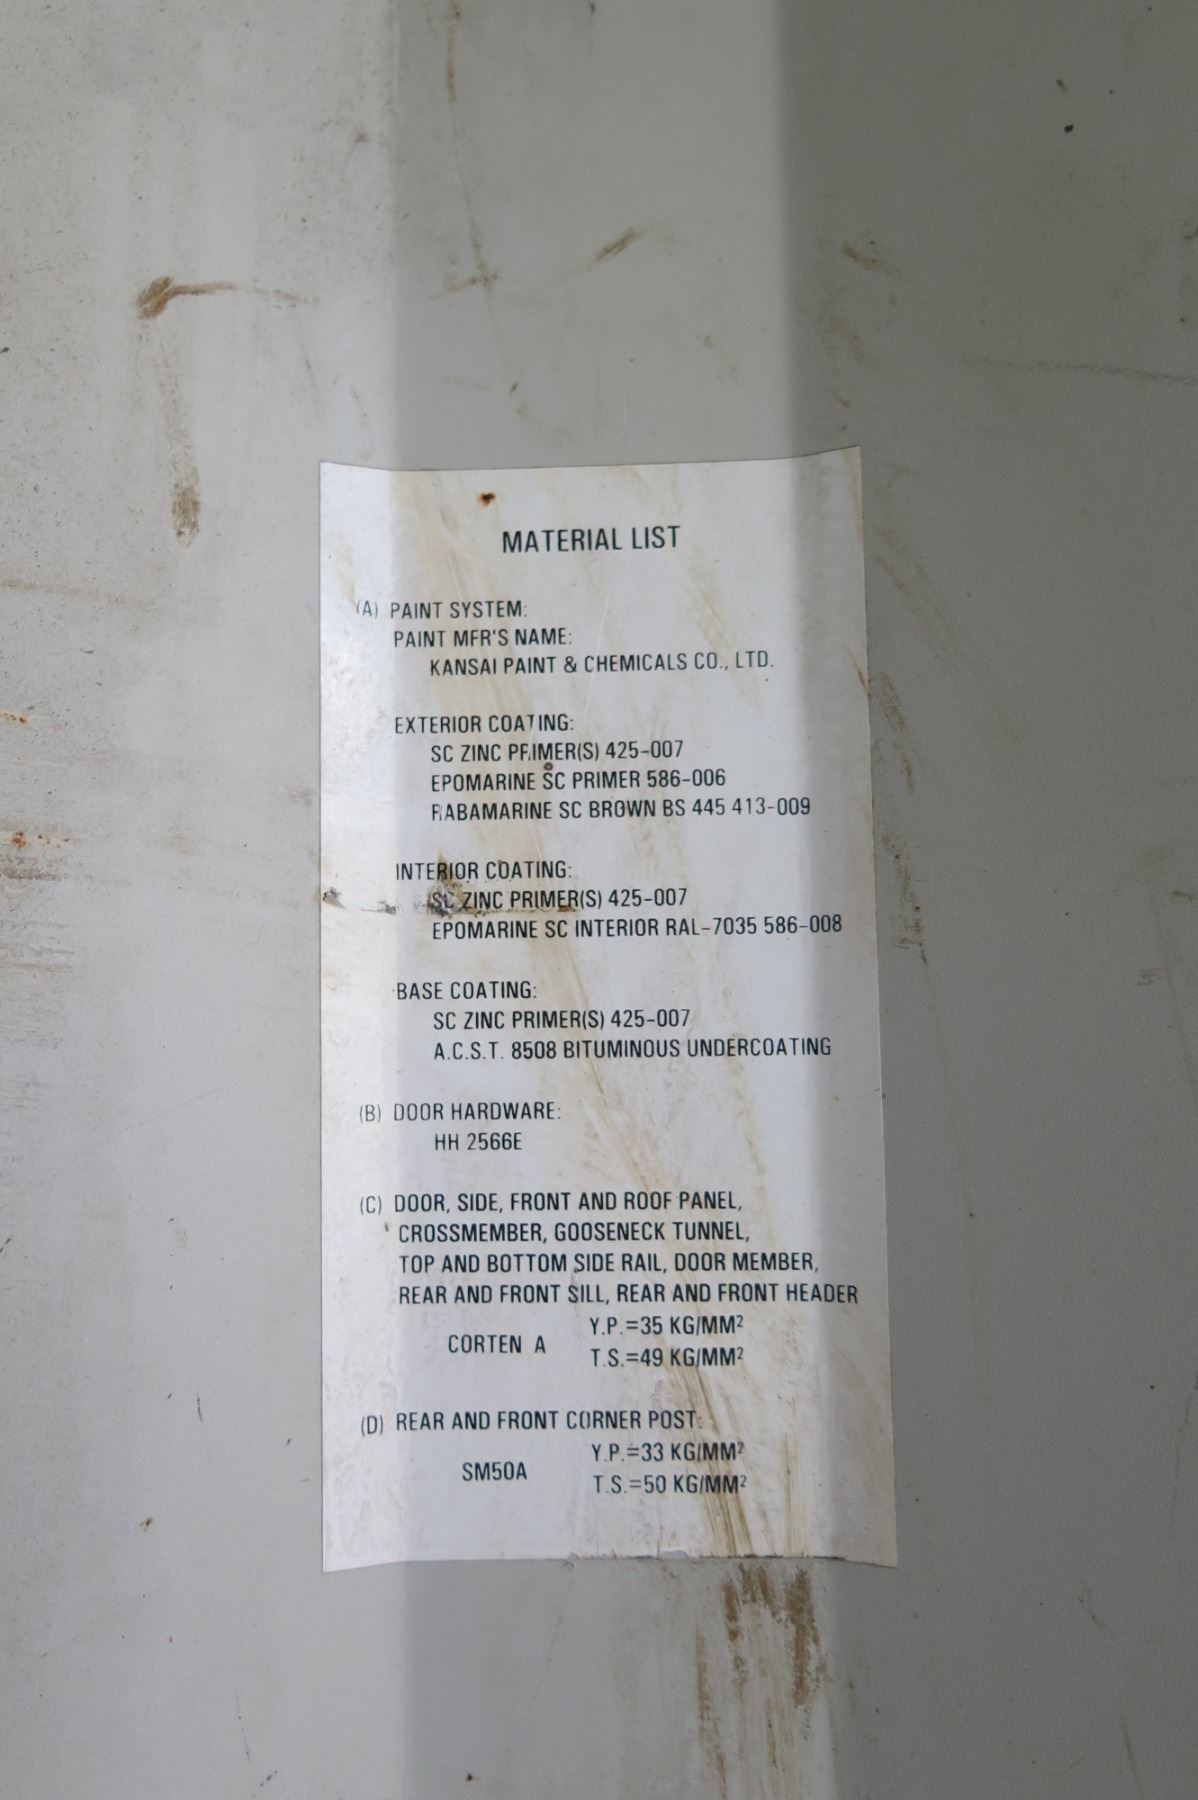 MATERIAL LIST
(A) PAINT SYSTEM:
PAINT MFR'S NAME:
KANSAI PAINT & CHEMICALS CO., LTD.
EXTERIOR COATING:
SC ZINC PRIMER(S) 425-007
EPOMARINE SC PRIMER 586-006
RABAMARINE SC BROWN BS 445 413-009
INTERIOR COATING:
SC ZINC PRIMER(S) 425-007
EPOMARINE SC INTERIOR RAL-7035 586-008
BASE COATING:
SC ZINC PRIMER(S) 425-007
A.C.S.T. 8508 BITUMINOUS UNDERCOATING
(B) DOOR HARDWARE:
HH 2566E
(C) DOOR, SIDE, FRONT AND ROOF PANEL,
CROSSMEMBER, GOOSENECK TUNNEL,
TOP AND BOTTOM SIDE RAIL, DOOR MEMBER,
REAR AND FRONT SILL, REAR AND FRONT HEADER
CORTEN A Y.P.=35 KG/MM²
T.S.=49 KG/MM²
(D) REAR AND FRONT CORNER POST:
SM50A Y.P.=33 KG/MM²
T.S.=50 KG/MM²